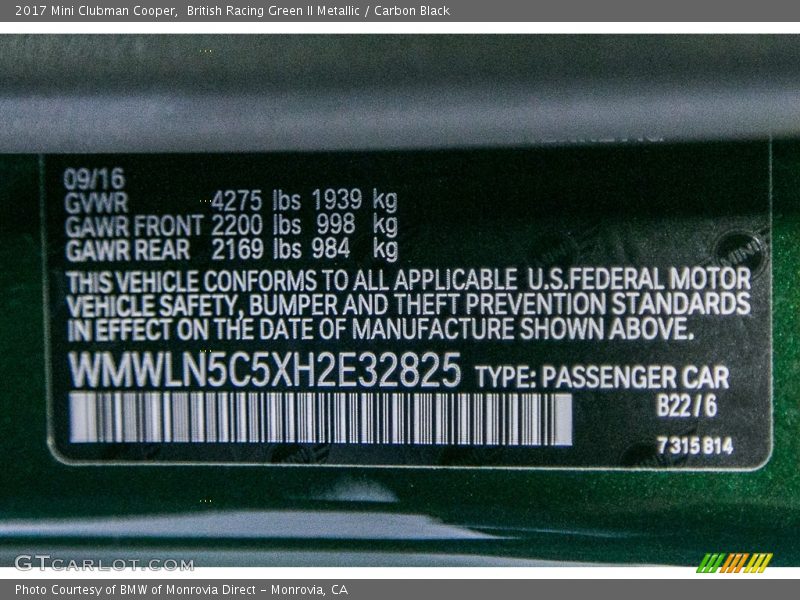 2017 Mini Clubman Cooper, British Racing Green II Metallic / Carbon Black
09/16
GVWR 4275 lbs 1939 kg
GAWR FRONT 2200 lbs 998 kg
GAWR REAR 2169 lbs 984 kg
THIS VEHICLE CONFORMS TO ALL APPLICABLE U.S.FEDERAL MOTOR
VEHICLE SAFETY, BUMPER AND THEFT PREVENTION STANDARDS
IN EFFECT ON THE DATE OF MANUFACTURE SHOWN ABOVE.
WMWLN5C5XH2E32825 TYPE: PASSENGER CAR
B22/6
7315814
GTCARLOT.COM
Photo Courtesy of BMW of Monrovia Direct - Monrovia, CA